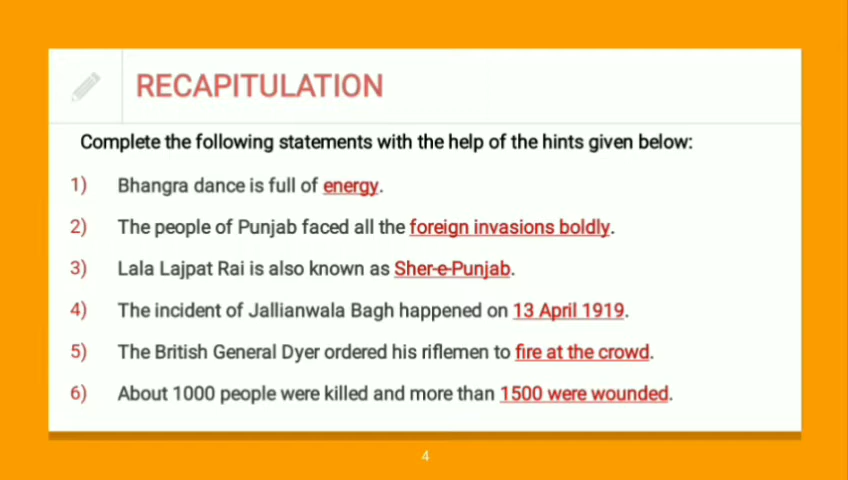 RECAPITULATION
Complete the following statements with the help of the hints given below:
1) Bhangra dance is full of energy.
2) The people of Punjab faced all the foreign invasions boldly.
3) Lala Lajpat Rai is also known as Sher-e-Punjab.
4) The incident of Jallianwala Bagh happened on 13 April 1919.
5) The British General Dyer ordered his riflemen to fire at the crowd.
6) About 1000 people were killed and more than 1500 were wounded.
4